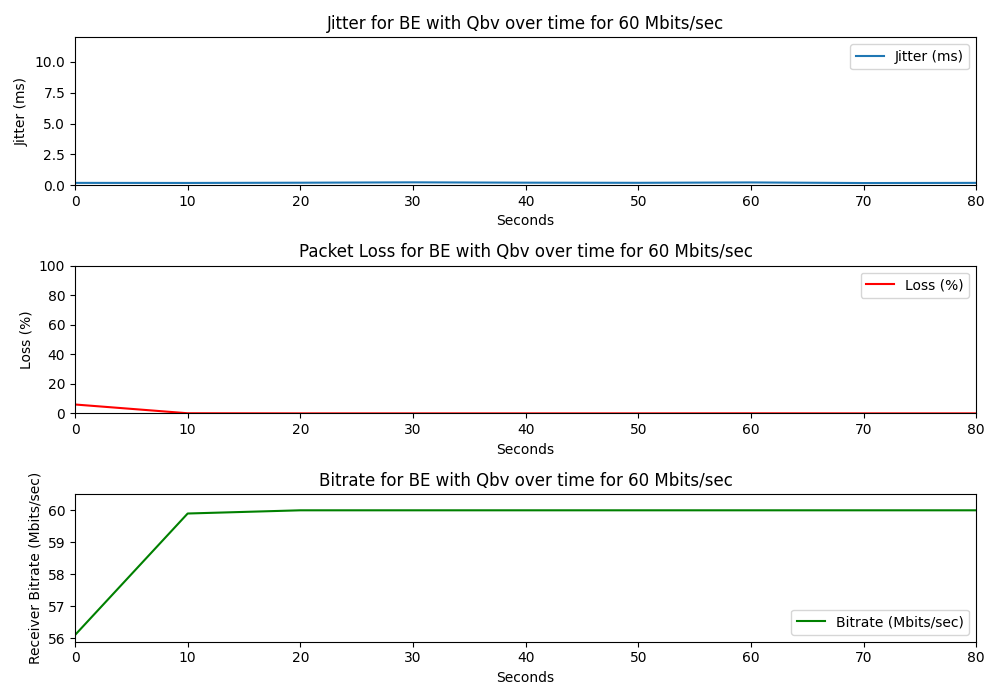 Jitter for BE with Qbv over time for 60 Mbits/sec
Jitter (ms)
10.0
7.5
5.0
2.5
0.0
Jitter (ms)
0 10 20 30 40 50 60 70 80
Seconds
Packet Loss for BE with Qbv over time for 60 Mbits/sec
Loss (%)
100
80
60
40
20
0
Loss (%)
0 10 20 30 40 50 60 70 80
Seconds
Bitrate for BE with Qbv over time for 60 Mbits/sec
Receiver Bitrate (Mbits/sec)
60
59
58
57
56
Bitrate (Mbits/sec)
0 10 20 30 40 50 60 70 80
Seconds